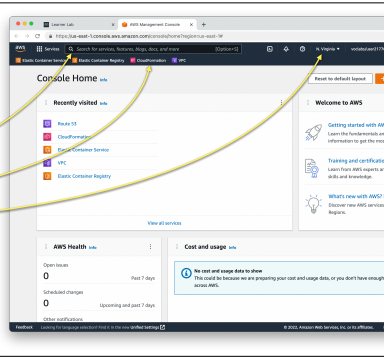 Learner Lab
AWS Management Console
https://us-east-1.console.aws.amazon.com/console/home?region=us-east-1#
aws
Services
Search for services, features, blogs, docs, and more
[Option+S]
N. Virginia
Elastic Container Service
Elastic Container Registry
CloudFormation
VPC
Console Home Info
Reset to default layout
Recently visited Info
Route 53
CloudFormation
Elastic Container Service
VPC
Elastic Container Registry
View all services
Welcome to AWS
Getting started with AW
Learn the fundamentals an
information to get the most
Training and certificatio
Learn from AWS experts an
skills and knowledge.
What's new with AWS?
Discover new AWS services
Regions.
AWS Health Info
Open issues
0
Past 7 days
Scheduled changes
0
Upcoming and past 7 days
Other notifications
Cost and usage Info
No cost and usage data to show
This could be because we are preparing your cost and usage data, or you don't have enough
across AWS.
Feedback
Looking for language selection? Find it in the new Unified Settings
© 2022, Amazon Web Services, Inc. or its affiliates.